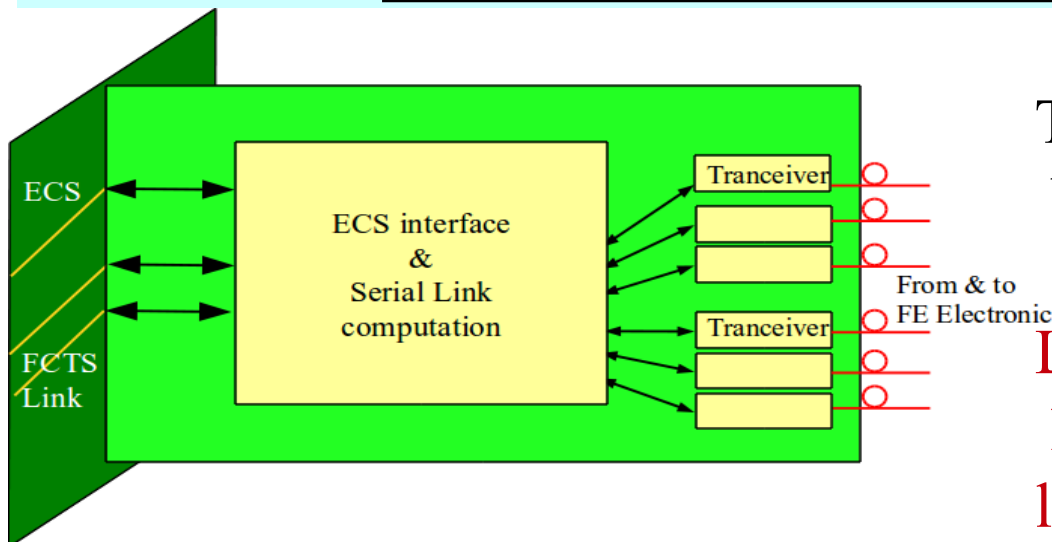 ECS
FCTS
Link
ECS interface
&
Serial Link
computation
Tranceiver
Tranceiver
From & to
FE Electronic